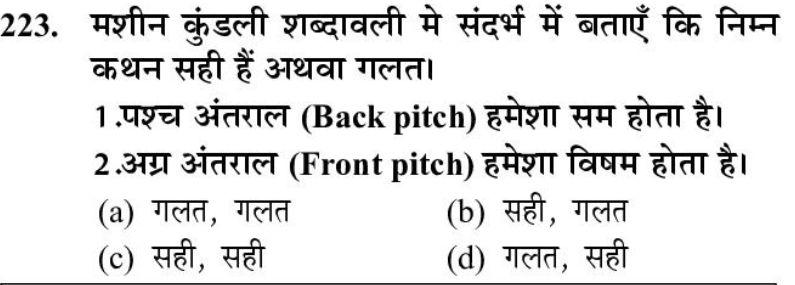 223. मशीन कुंडली शब्दावली मे संदर्भ में बताएँ कि निम्न
कथन सही हैं अथवा गलत।
1.पश्च अंतराल (Back pitch) हमेशा सम होता है।
2.अग्र अंतराल (Front pitch) हमेशा विषम होता है।
(a) गलत, गलत (b) सही, गलत
(c) सही, सही (d) गलत, सही